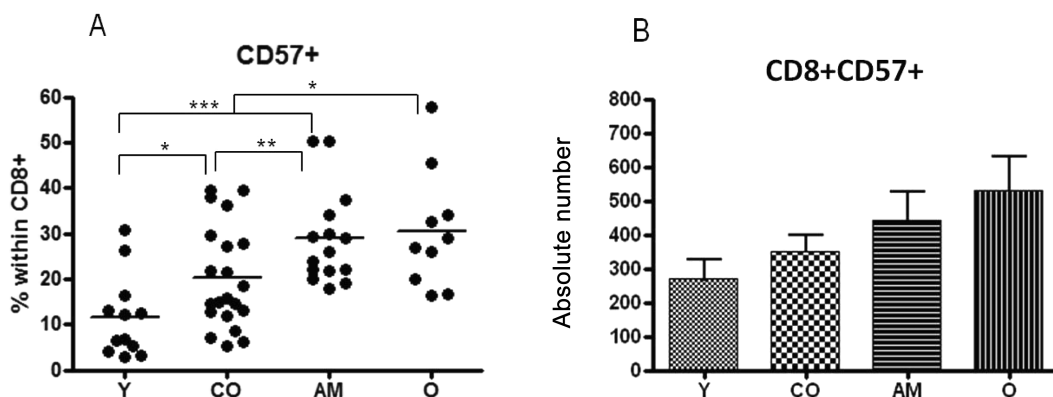 A
CD57+
% within CD8+
60
50
40
30
20
10
0
*
***
*
**
Y
CO
AM
O
B
CD8+CD57+
Absolute number
800
700
600
500
400
300
200
100
0
Y
CO
AM
O